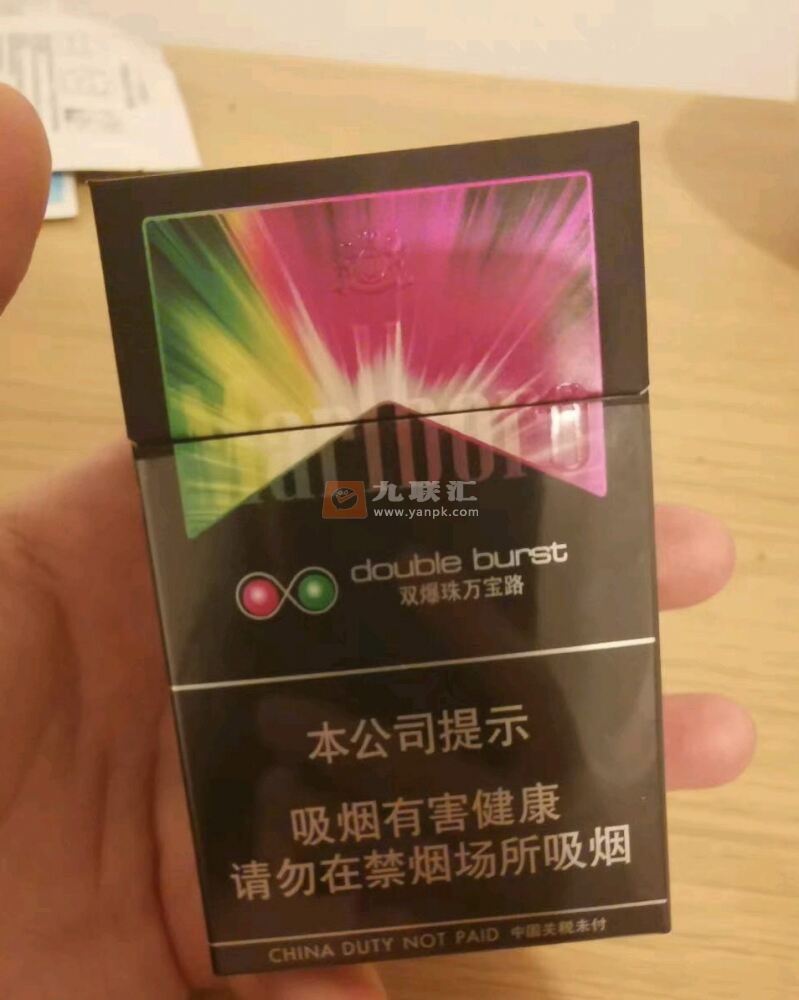 Marlboro
九联汇
www.yanpk.com
double burst
双爆珠万宝路
本公司提示
吸烟有害健康
请勿在禁烟场所吸烟
CHINA DUTY NOT PAID 中国关税未付